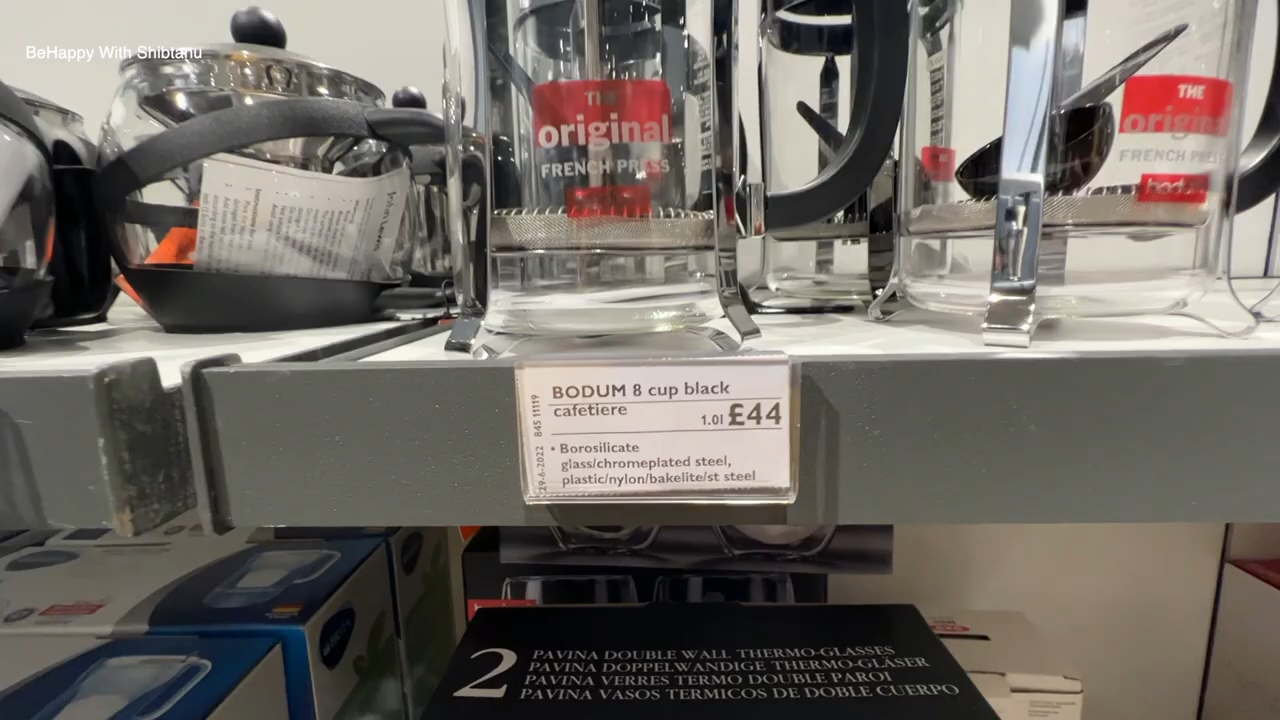 BeHappy With Shibtanu
THE
original
FRENCH PRESS
THE
original
FRENCH PRESS
bodum
BODUM 8 cup black
cafetiere
1.0l £44
• Borosilicate
glass/chromeplated steel,
plastic/nylon/bakelite/st steel
29-6-2022 845 11119
2 PAVINA DOUBLE WALL THERMO-GLASSES
PAVINA DOPPELWANDIGE THERMO-GLÄSER
PAVINA VERRES TERMO DOUBLE PAROI
PAVINA VASOS TERMICOS DE DOBLE CUERPO